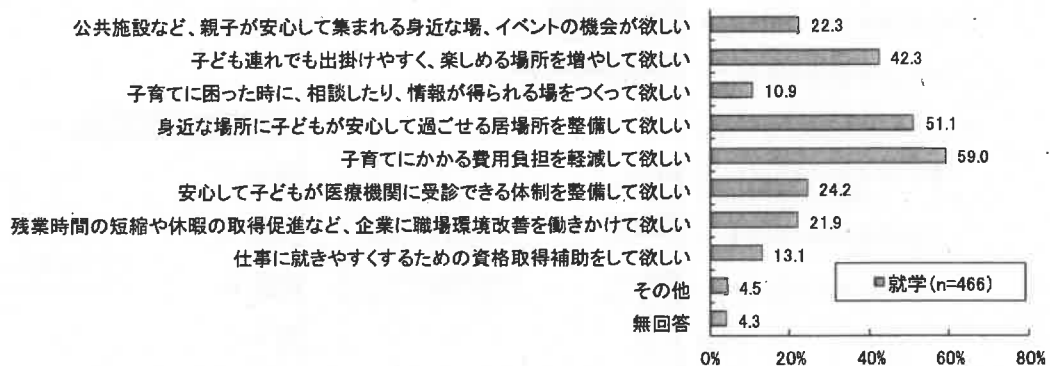 公共施設など、親子が安心して集まれる身近な場、イベントの機会が欲しい 22.3
子ども連れでも出掛けやすく、楽しめる場所を増やして欲しい 42.3
子育てに困った時に、相談したり、情報が得られる場をつくって欲しい 10.9
身近な場所に子どもが安心して過ごせる居場所を整備して欲しい 51.1
子育てにかかる費用負担を軽減して欲しい 59.0
安心して子どもが医療機関に受診できる体制を整備して欲しい 24.2
残業時間の短縮や休暇の取得促進など、企業に職場環境改善を働きかけて欲しい 21.9
仕事に就きやすくするための資格取得補助をして欲しい 13.1
その他 4.5
無回答 4.3
就学(n=466)
0% 20% 40% 60% 80%